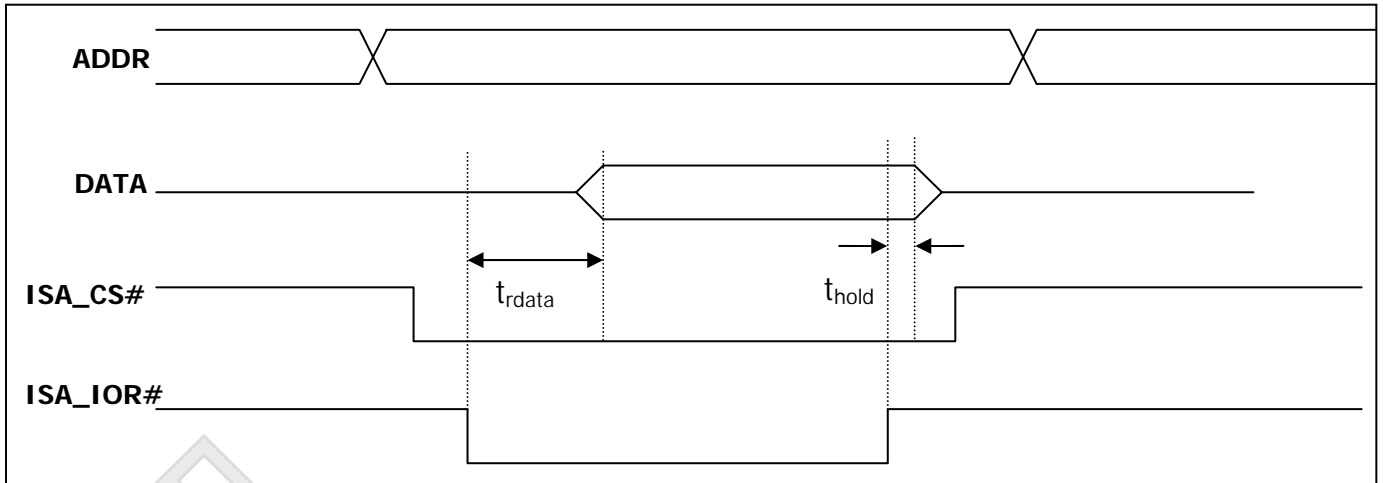 ADDR
DATA
t_rdata
t_hold
ISA_CS#
ISA_IOR#